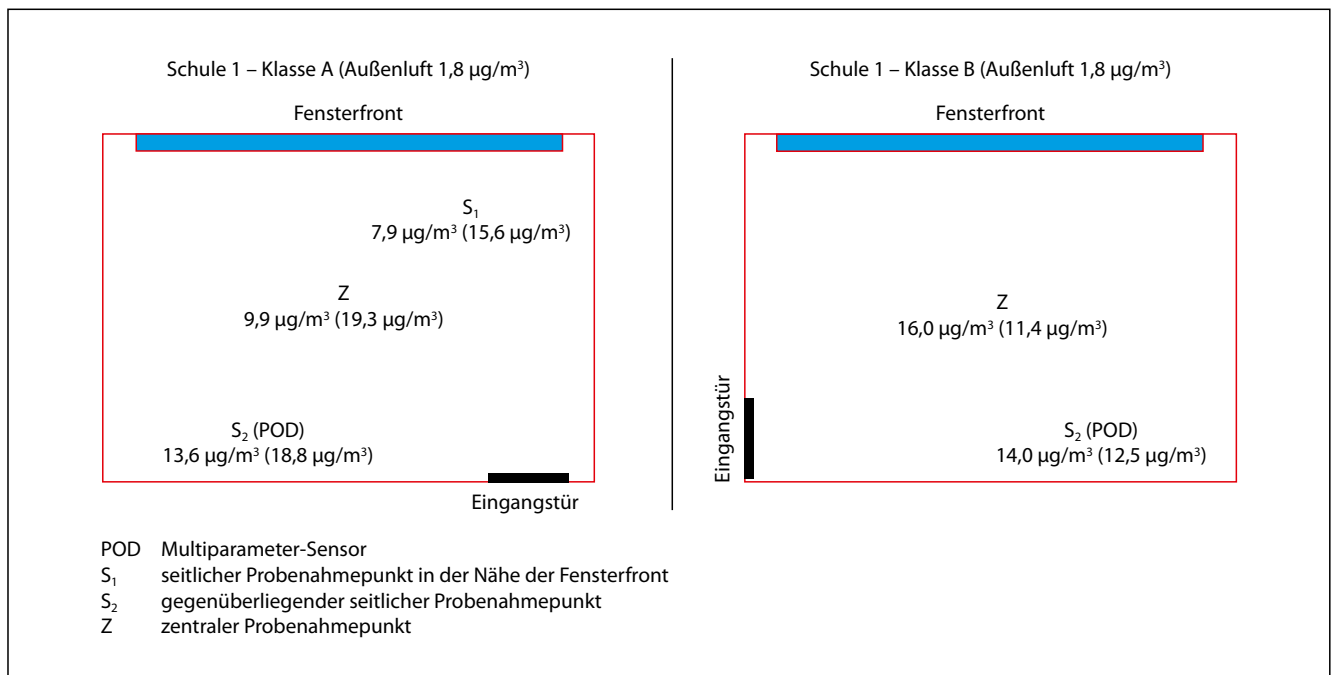 Schule 1 – Klasse A (Außenluft 1,8 µg/m³)
Fensterfront
S₁
7,9 µg/m³ (15,6 µg/m³)
Z
9,9 µg/m³ (19,3 µg/m³)
S₂ (POD)
13,6 µg/m³ (18,8 µg/m³)
Eingangstür
Schule 1 – Klasse B (Außenluft 1,8 µg/m³)
Fensterfront
Z
16,0 µg/m³ (11,4 µg/m³)
Eingangstür
S₂ (POD)
14,0 µg/m³ (12,5 µg/m³)
POD Multiparameter-Sensor
S₁ seitlicher Probenahmepunkt in der Nähe der Fensterfront
S₂ gegenüberliegender seitlicher Probenahmepunkt
Z zentraler Probenahmepunkt